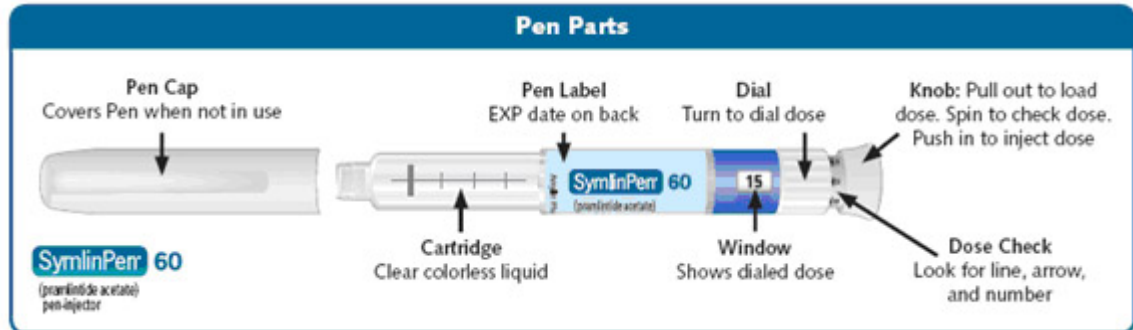 Pen Parts
Pen Cap
Covers Pen when not in use
Pen Label
EXP date on back
Dial
Turn to dial dose
Knob: Pull out to load
dose. Spin to check dose.
Push in to inject dose
SymlinPen 60
(pramlintide acetate)
15
Cartridge
Clear colorless liquid
Window
Shows dialed dose
Dose Check
Look for line, arrow,
and number
SymlinPen 60
(pramlintide acetate)
pen-injector